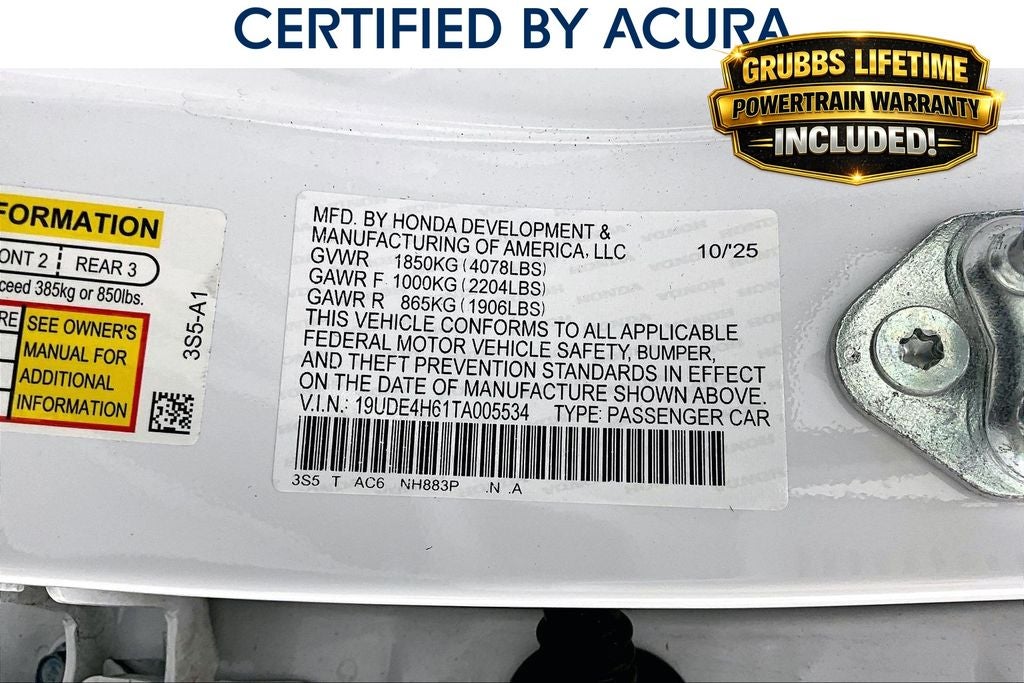 CERTIFIED BY ACURA
GRUBBS LIFETIME
POWERTRAIN WARRANTY
INCLUDED!
FORMATION
ONT 2 REAR 3
ceed 385kg or 850lbs.
RE
SEE OWNER'S
MANUAL FOR
ADDITIONAL
INFORMATION
3S5-A1
MFD. BY HONDA DEVELOPMENT &
MANUFACTURING OF AMERICA, LLC 10/'25
GVWR 1850KG (4078LBS)
GAWR F 1000KG (2204LBS)
GAWR R 865KG (1906LBS)
THIS VEHICLE CONFORMS TO ALL APPLICABLE
FEDERAL MOTOR VEHICLE SAFETY, BUMPER,
AND THEFT PREVENTION STANDARDS IN EFFECT
ON THE DATE OF MANUFACTURE SHOWN ABOVE.
V.I.N.: 19UDE4H61TA005534 TYPE: PASSENGER CAR
3S5 T AC6 NH883P .N .A